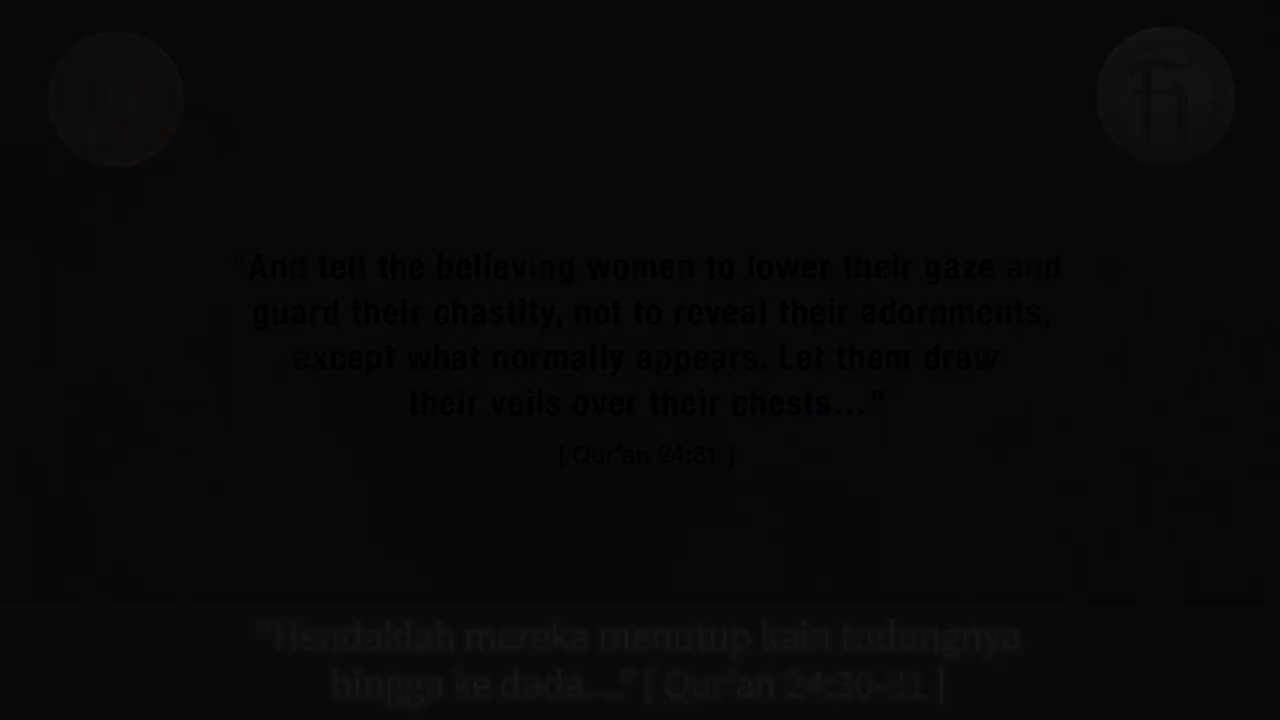 "And tell the believing women to lower their gaze and
guard their chastity, not to reveal their adornments,
except what normally appears. Let them draw
their veils over their chests..."
[ Qur'an 24:31 ]
"Hendaklah mereka menutup kain tudungnya
hingga ke dada...." [ Qur'an 24:30-31 ]